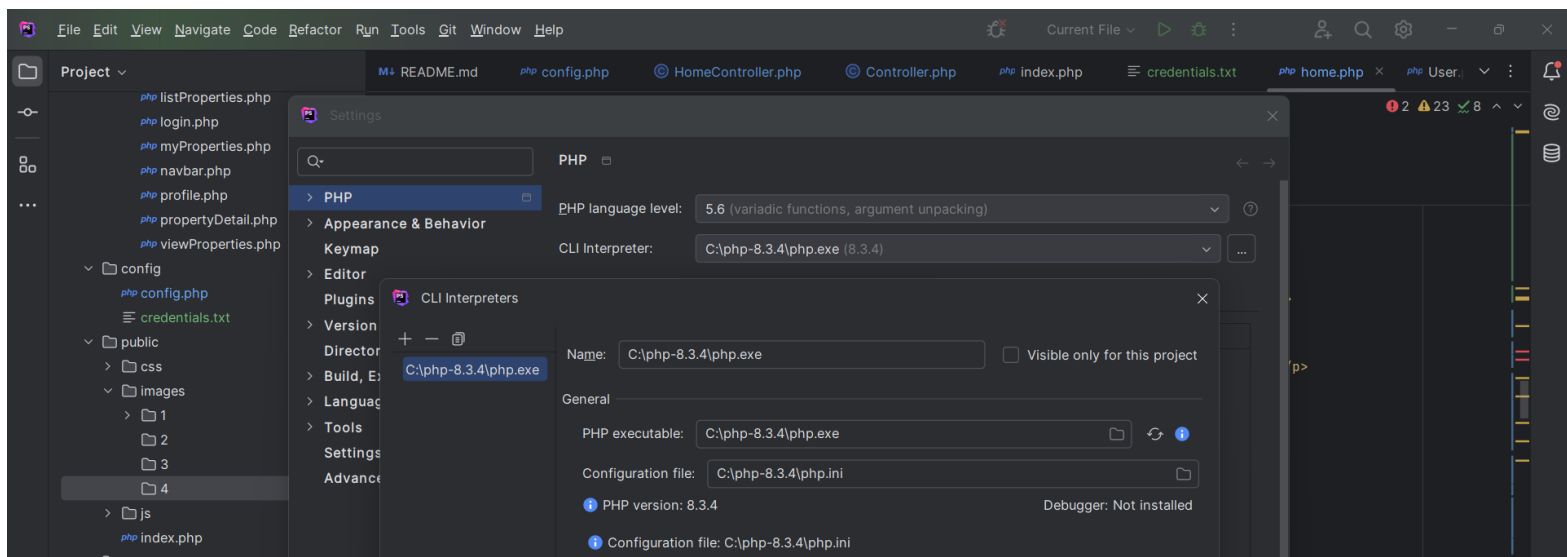 File Edit View Navigate Code Refactor Run Tools Git Window Help Current File
Project
README.md config.php HomeController.php Controller.php index.php credentials.txt home.php User.
2 23 8
listProperties.php
login.php
myProperties.php
navbar.php
profile.php
propertyDetail.php
viewProperties.php
config
config.php
credentials.txt
public
css
images
1
2
3
4
js
index.php
Settings
PHP
Appearance & Behavior
Keymap
Editor
Plugins
Version
Director
Build, Ex
Languag
Tools
Settings
Advance
PHP
PHP language level: 5.6 (variadic functions, argument unpacking)
CLI Interpreter: C:\php-8.3.4\php.exe (8.3.4) ...
CLI Interpreters
C:\php-8.3.4\php.exe
Name: C:\php-8.3.4\php.exe Visible only for this project
General
PHP executable: C:\php-8.3.4\php.exe
Configuration file: C:\php-8.3.4\php.ini
PHP version: 8.3.4 Debugger: Not installed
Configuration file: C:\php-8.3.4\php.ini
/p>